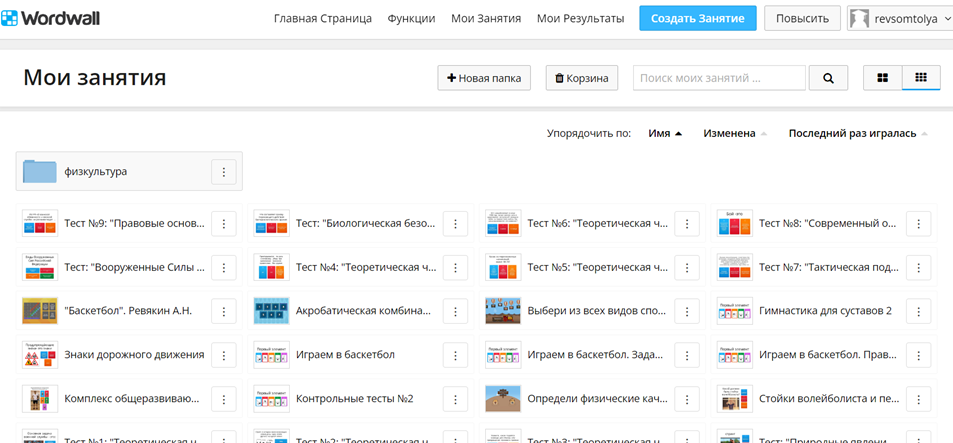 Wordwall
Главная Страница Функции Мои Занятия Мои Результаты Создать Занятие Повысить revsomtolya
Мои занятия
Новая папка Корзина Поиск моих занятий ...
Упорядочить по: Имя Изменена Последний раз игралась
физкультура
Тест №9: "Правовые основ... Тест: "Биологическая безо... Тест №6: "Теоретическая ч... Тест №8: "Современный о...
Тест: "Вооруженные Силы ... Тест №4: "Теоретическая ч... Тест №5: "Теоретическая ч... Тест №7: "Тактическая под...
"Баскетбол". Ревякин А.Н. Акробатическая комбина... Выбери из всех видов спо... Гимнастика для суставов 2
Знаки дорожного движения Играем в баскетбол Играем в баскетбол. Зада... Играем в баскетбол. Прав...
Комплекс общеразвиваю... Контрольные тесты №2 Определи физические кач... Стойки волейболиста и пе...
Тест №1: "Теоретическая ч... Тест №2: "Теоретическая ч... Тест №3: "Теоретическая ч... Тест: "Природные явлени...